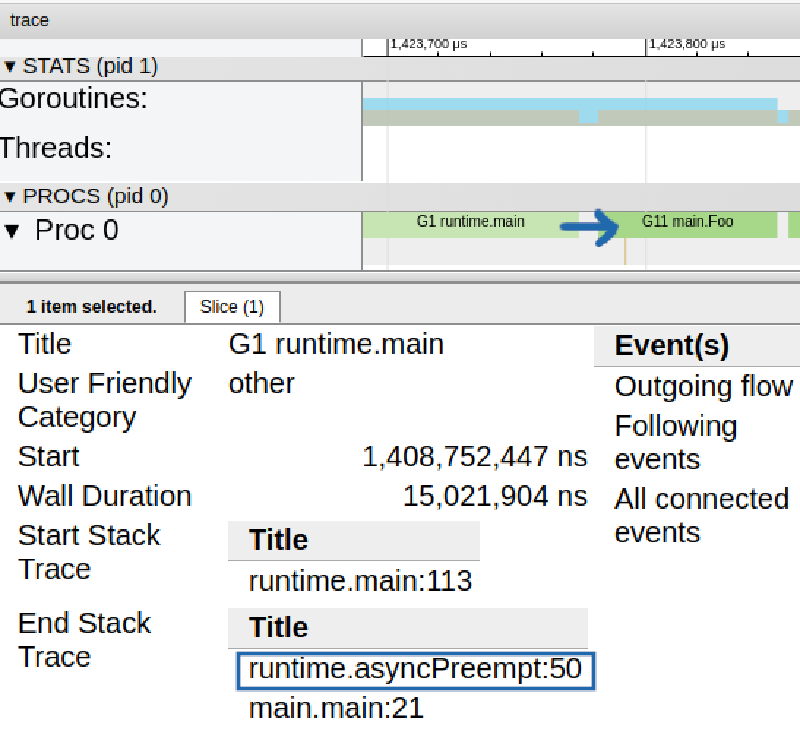 trace
1,423,700 µs 1,423,800 µs
▼ STATS (pid 1)
Goroutines:
Threads:
▼ PROCS (pid 0)
▼ Proc 0 G1 runtime.main G11 main.Foo
1 item selected. Slice (1)
Title G1 runtime.main Event(s)
User Friendly other Outgoing flow
Category Following
Start 1,408,752,447 ns events
Wall Duration 15,021,904 ns All connected
Start Stack Title events
Trace runtime.main:113
End Stack Title
Trace runtime.asyncPreempt:50
main.main:21